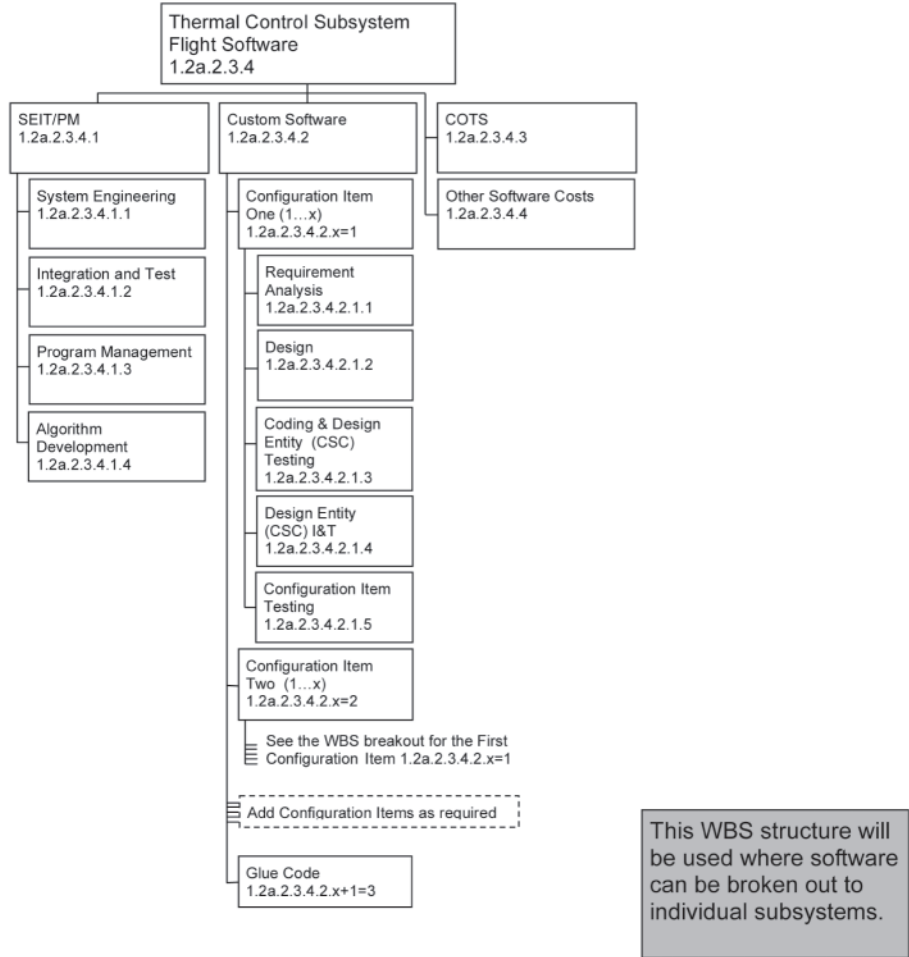 Thermal Control Subsystem
Flight Software
1.2a.2.3.4
SEIT/PM
1.2a.2.3.4.1
System Engineering
1.2a.2.3.4.1.1
Integration and Test
1.2a.2.3.4.1.2
Program Management
1.2a.2.3.4.1.3
Algorithm
Development
1.2a.2.3.4.1.4
Custom Software
1.2a.2.3.4.2
Configuration Item
One (1...x)
1.2a.2.3.4.2.x=1
Requirement
Analysis
1.2a.2.3.4.2.1.1
Design
1.2a.2.3.4.2.1.2
Coding & Design
Entity (CSC)
Testing
1.2a.2.3.4.2.1.3
Design Entity
(CSC) I&T
1.2a.2.3.4.2.1.4
Configuration Item
Testing
1.2a.2.3.4.2.1.5
Configuration Item
Two (1...x)
1.2a.2.3.4.2.x=2
See the WBS breakout for the First
Configuration Item 1.2a.2.3.4.2.x=1
Add Configuration Items as required
Glue Code
1.2a.2.3.4.2.x+1=3
COTS
1.2a.2.3.4.3
Other Software Costs
1.2a.2.3.4.4
This WBS structure will
be used where software
can be broken out to
individual subsystems.